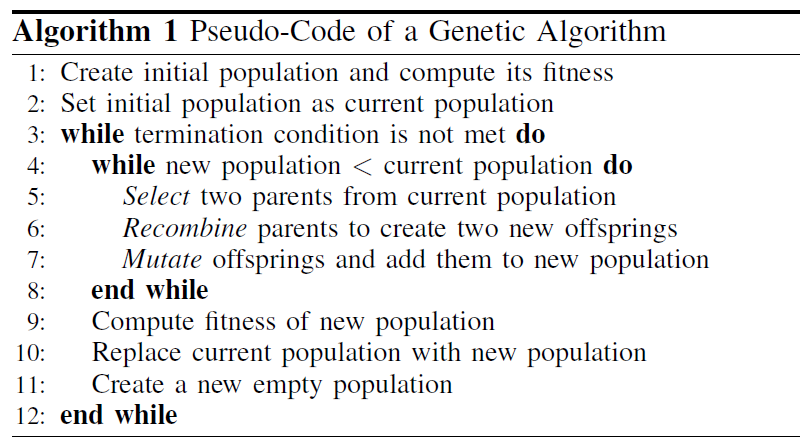 Algorithm 1 Pseudo-Code of a Genetic Algorithm
1: Create initial population and compute its fitness
2: Set initial population as current population
3: while termination condition is not met do
4: while new population < current population do
5: Select two parents from current population
6: Recombine parents to create two new offsprings
7: Mutate offsprings and add them to new population
8: end while
9: Compute fitness of new population
10: Replace current population with new population
11: Create a new empty population
12: end while